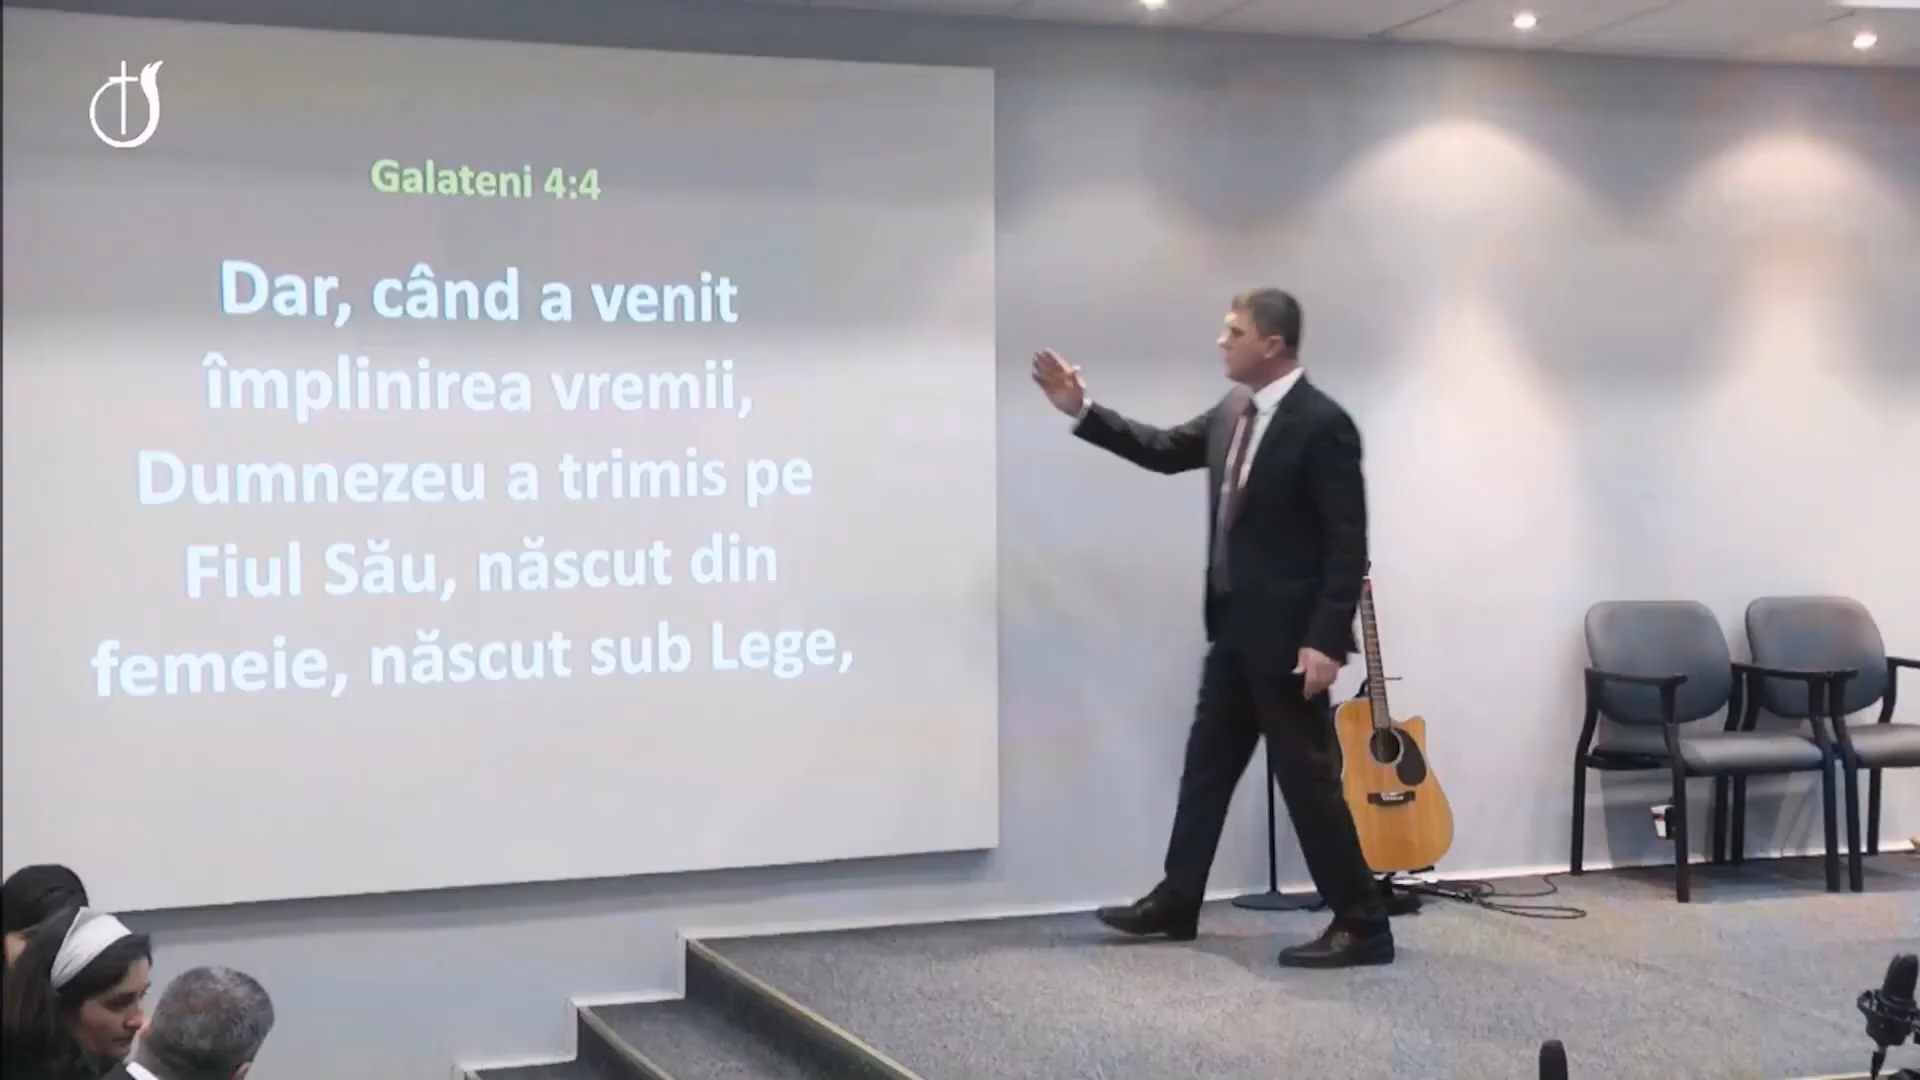 Galateni 4:4
Dar, când a venit
împlinirea vremii,
Dumnezeu a trimis pe
Fiul Său, născut din
femeie, născut sub Lege,